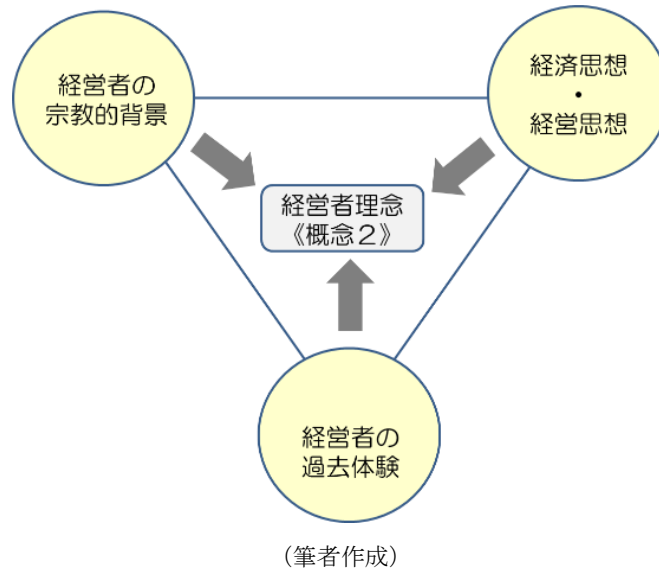 経営者の
宗教的背景
経済思想
・
経営思想
経営者理念
《概念２》
経営者の
過去体験
（筆者作成）